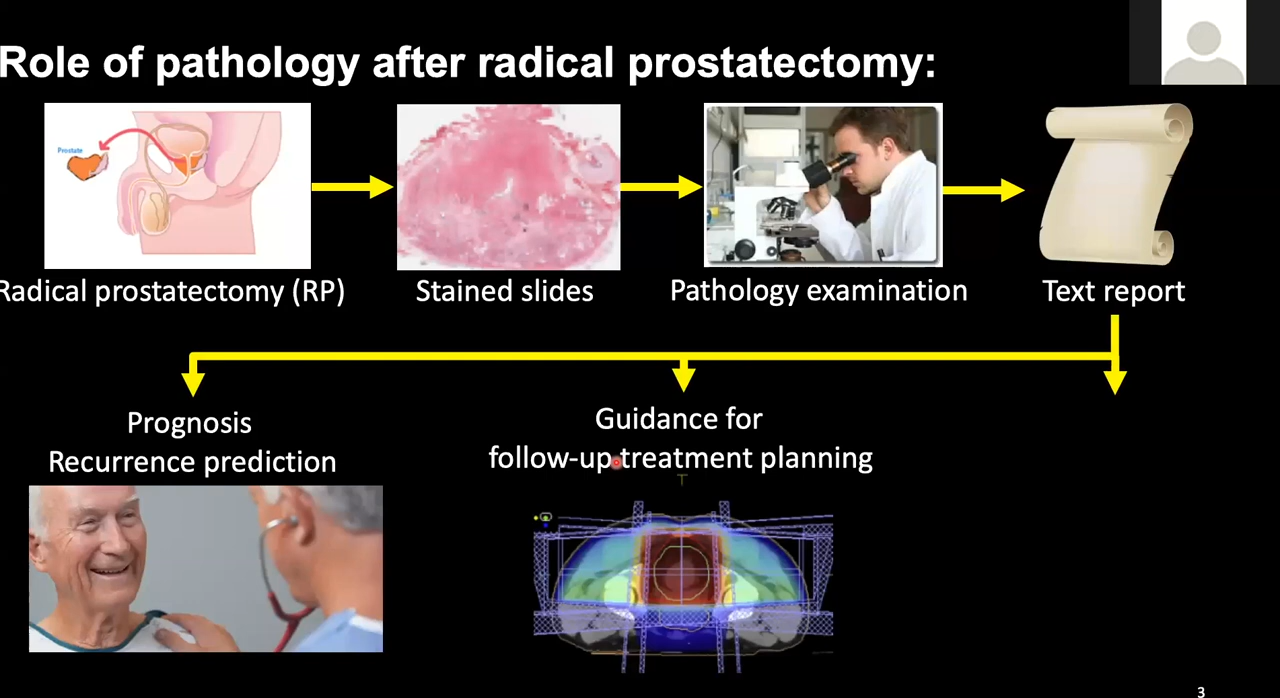 Role of pathology after radical prostatectomy:
Prostate
Radical prostatectomy (RP)
Stained slides
Pathology examination
Text report
Prognosis
Recurrence prediction
Guidance for
follow-up treatment planning
3